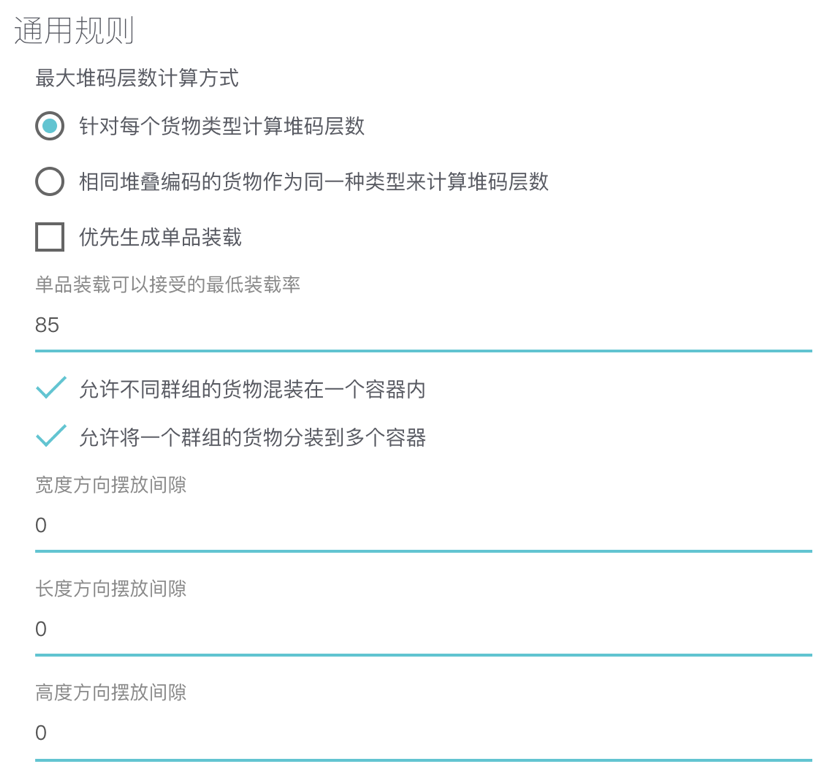 通用规则
最大堆码层数计算方式
针对每个货物类型计算堆码层数
相同堆叠编码的货物作为同一种类型来计算堆码层数
优先生成单品装载
单品装载可以接受的最低装载率
85
允许不同群组的货物混装在一个容器内
允许将一个群组的货物分装到多个容器
宽度方向摆放间隙
0
长度方向摆放间隙
0
高度方向摆放间隙
0